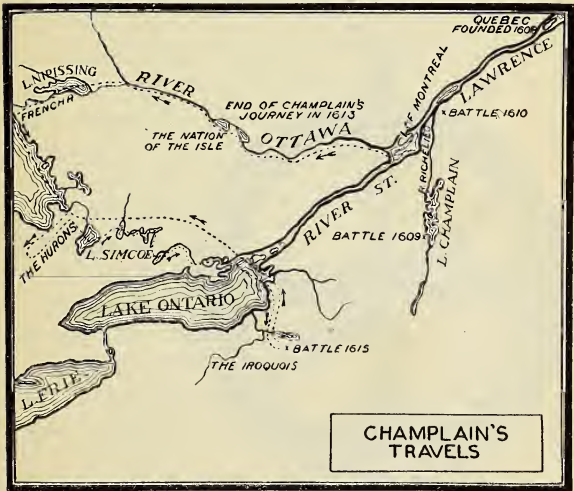 QUEBEC
FOUNDED 1608
L. NIPISSING
RIVER
FRENCH R
END OF CHAMPLAIN'S
JOURNEY IN 1613
THE NATION
OF THE ISLE
OTTAWA
I. OF MONTREAL
LAWRENCE
BATTLE 1610
RICHELIEU
L. CHAMPLAIN
RIVER ST.
BATTLE 1609
THE HURONS
L. SIMCOE
LAKE ONTARIO
BATTLE 1615
THE IROQUOIS
L. ERIE
CHAMPLAIN'S
TRAVELS